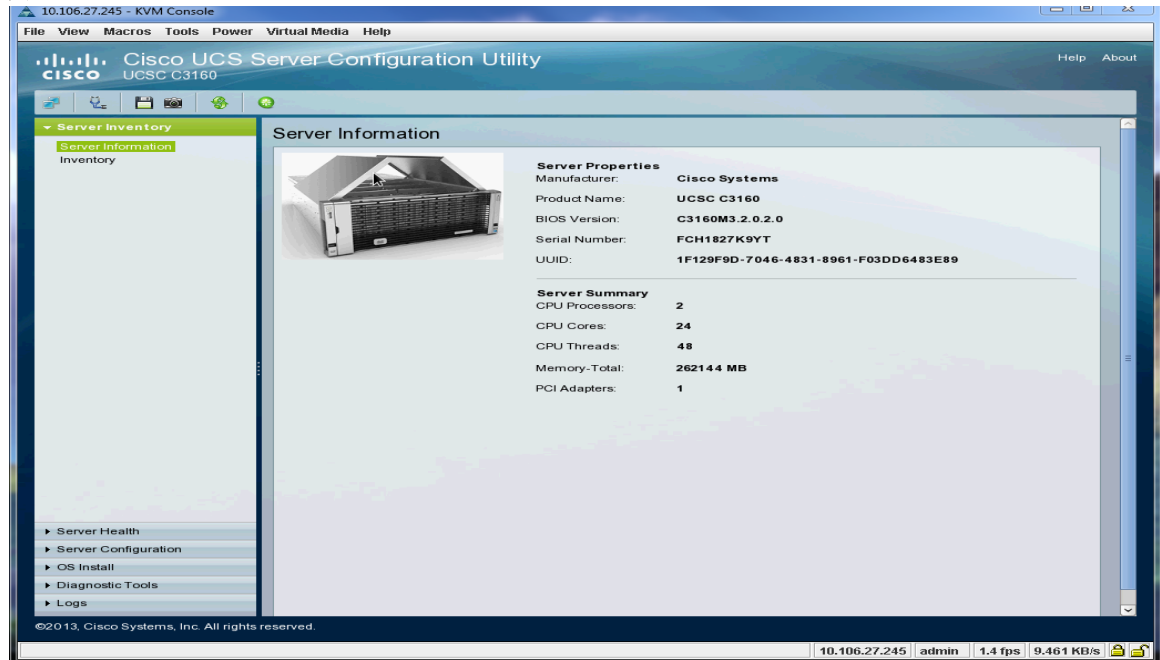 10.106.27.245 - KVM Console
File View Macros Tools Power Virtual Media Help
CISCO
Cisco UCS Server Configuration Utility
UCSC C3160
Help About
Server Inventory
Server Information
Inventory
Server Health
Server Configuration
OS Install
Diagnostic Tools
Logs
Server Information
Server Properties
Manufacturer: Cisco Systems
Product Name: UCSC C3160
BIOS Version: C3160M3.2.0.2.0
Serial Number: FCH1827K9YT
UUID: 1F129F9D-7046-4831-8961-F03DD6483E89
Server Summary
CPU Processors: 2
CPU Cores: 24
CPU Threads: 48
Memory-Total: 262144 MB
PCI Adapters: 1
©2013, Cisco Systems, Inc. All rights reserved.
10.106.27.245 admin 1.4 fps 9.461 KB/s